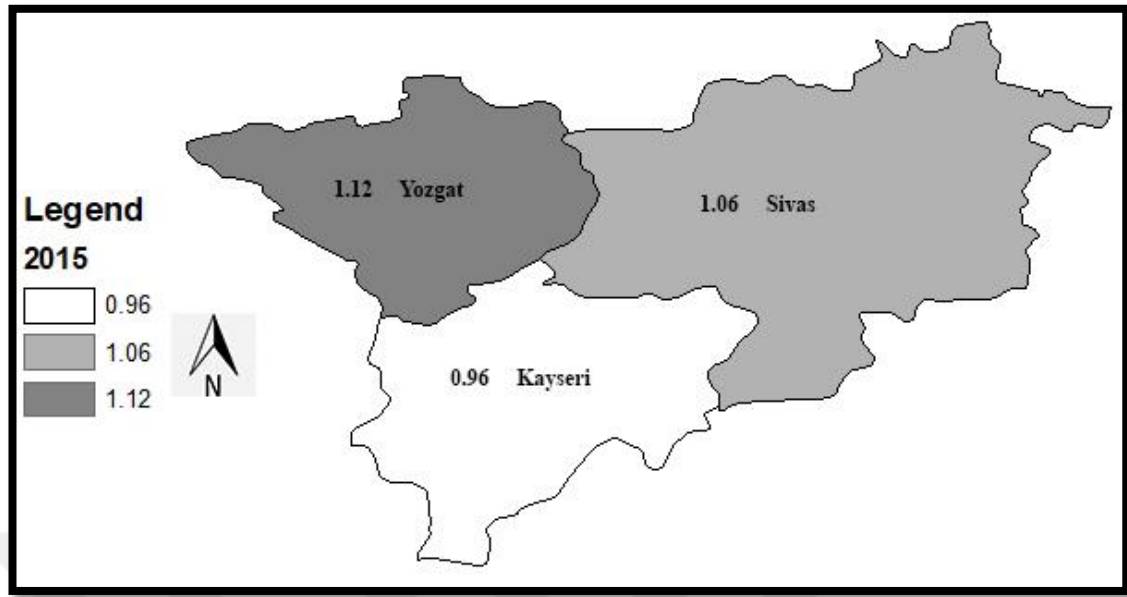 Legend
2015
0.96
1.06
1.12
N
1.12 Yozgat
1.06 Sivas
0.96 Kayseri